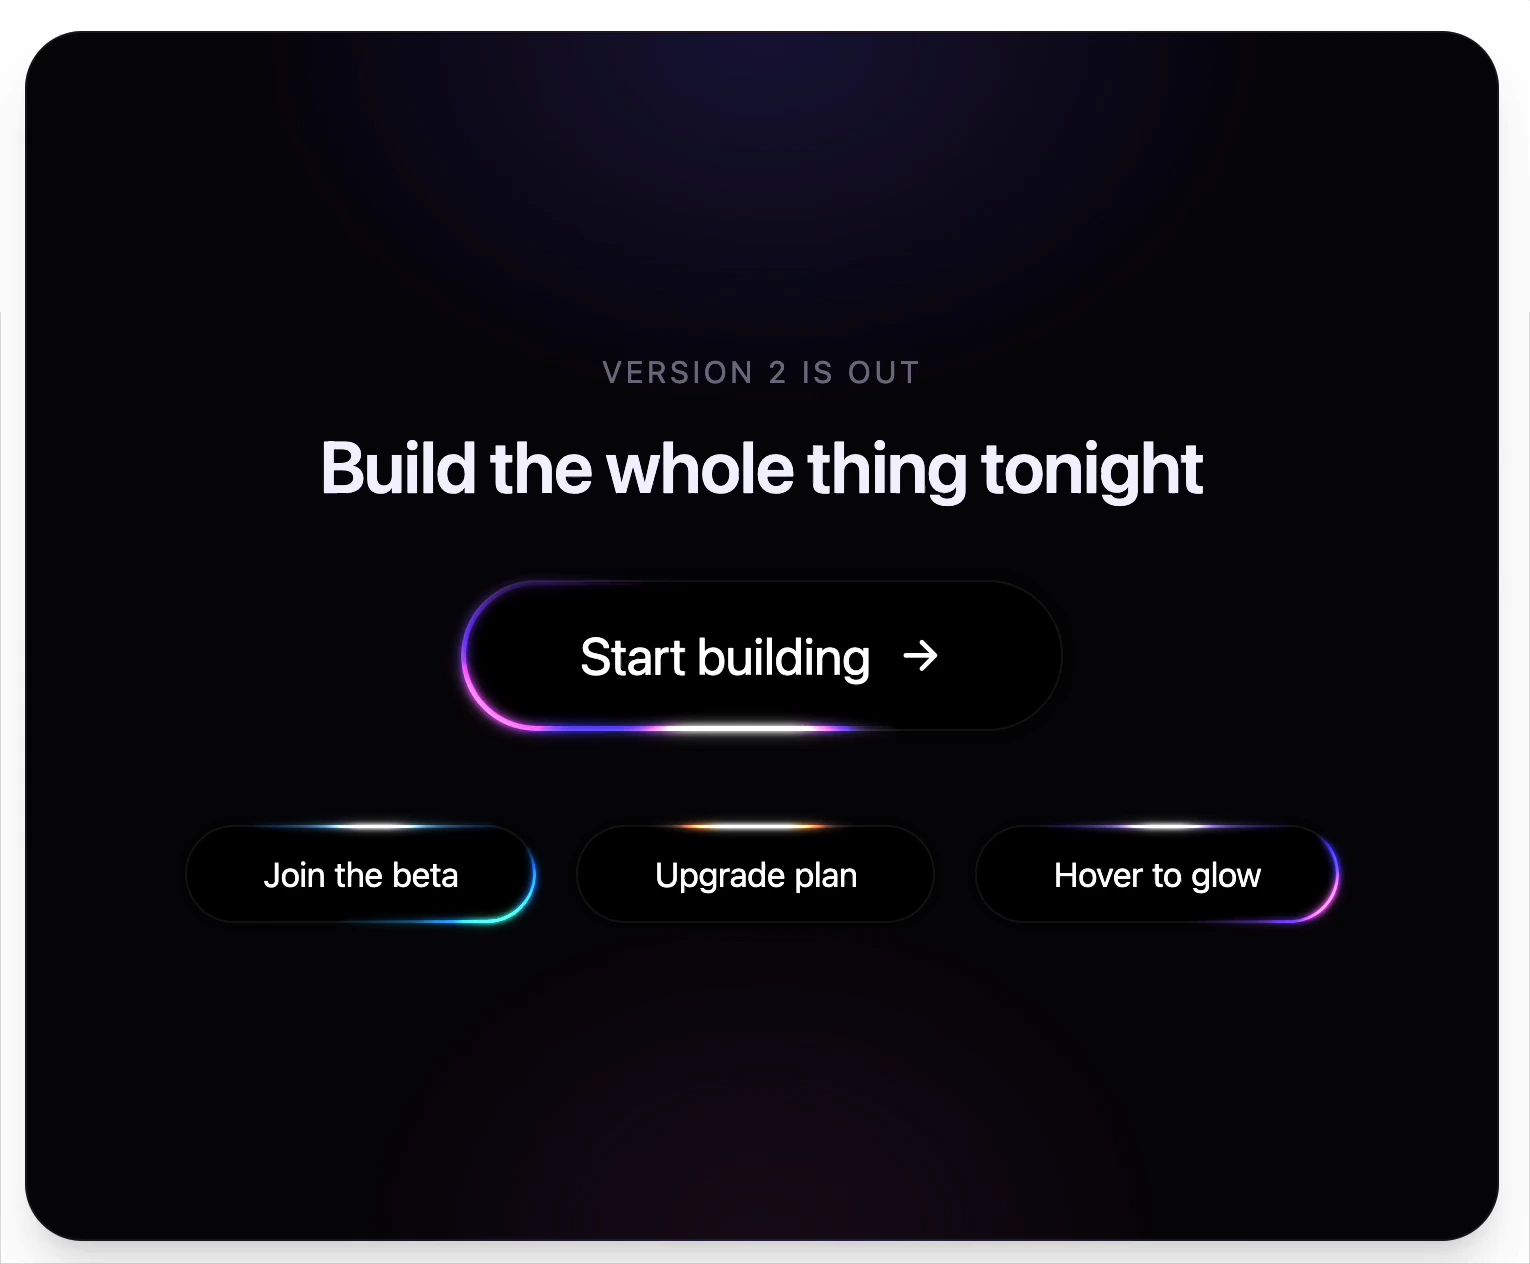 VERSION 2 IS OUT
Build the whole thing tonight
Start building →
Join the beta
Upgrade plan
Hover to glow